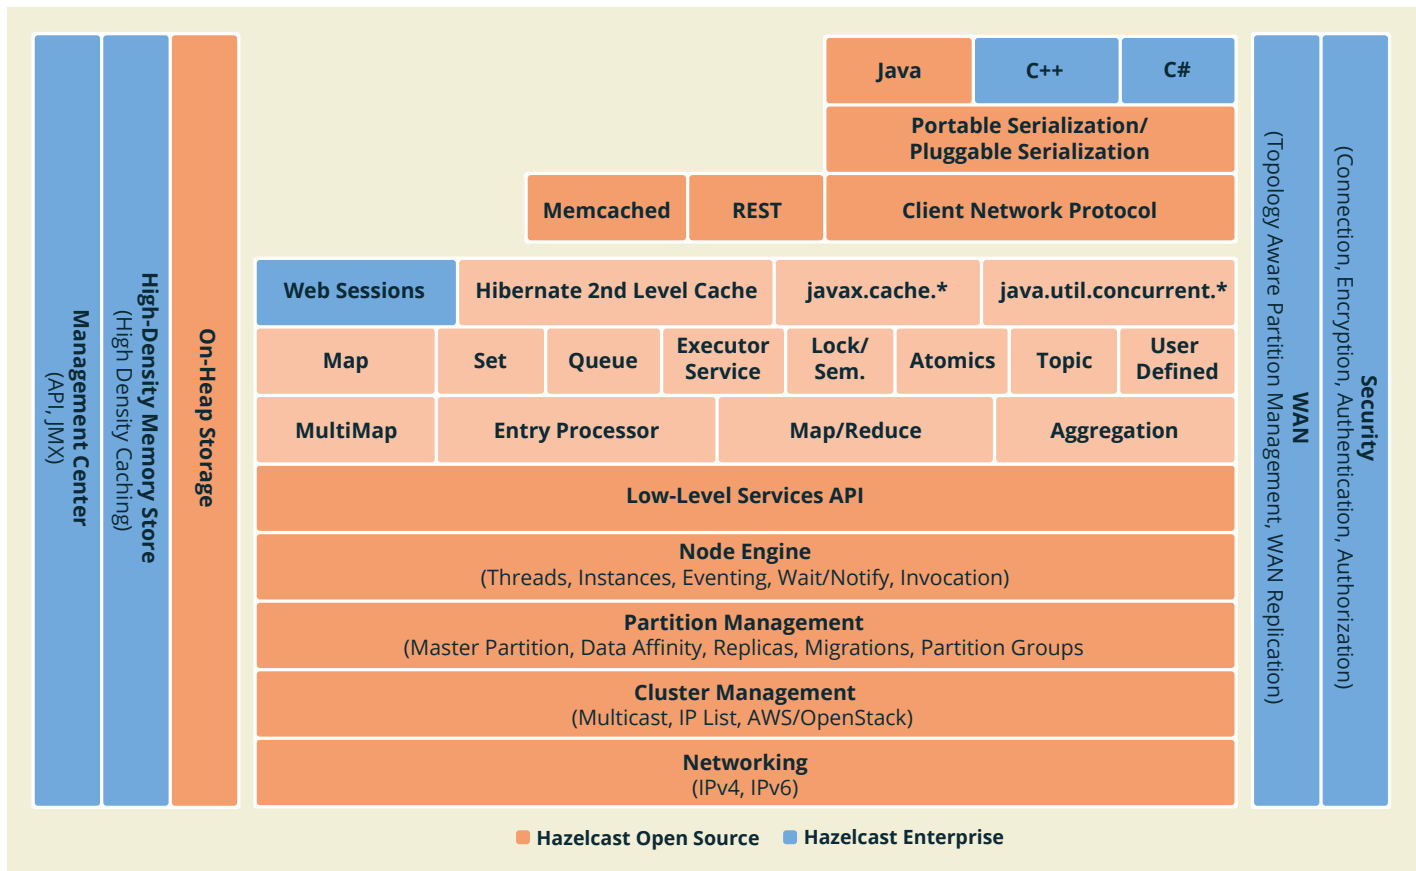 Management Center
(API, JMX)
High-Density Memory Store
(High Density Caching)
On-Heap Storage
Java
C++
C#
Portable Serialization/
Pluggable Serialization
Memcached
REST
Client Network Protocol
Web Sessions
Hibernate 2nd Level Cache
javax.cache.*
java.util.concurrent.*
Map
Set
Queue
Executor
Service
Lock/
Sem.
Atomics
Topic
User
Defined
MultiMap
Entry Processor
Map/Reduce
Aggregation
Low-Level Services API
Node Engine
(Threads, Instances, Eventing, Wait/Notify, Invocation)
Partition Management
(Master Partition, Data Affinity, Replicas, Migrations, Partition Groups
Cluster Management
(Multicast, IP List, AWS/OpenStack)
Networking
(IPv4, IPv6)
WAN
(Topology Aware Partition Management, WAN Replication)
Security
(Connection, Encryption, Authentication, Authorization)
Hazelcast Open Source
Hazelcast Enterprise